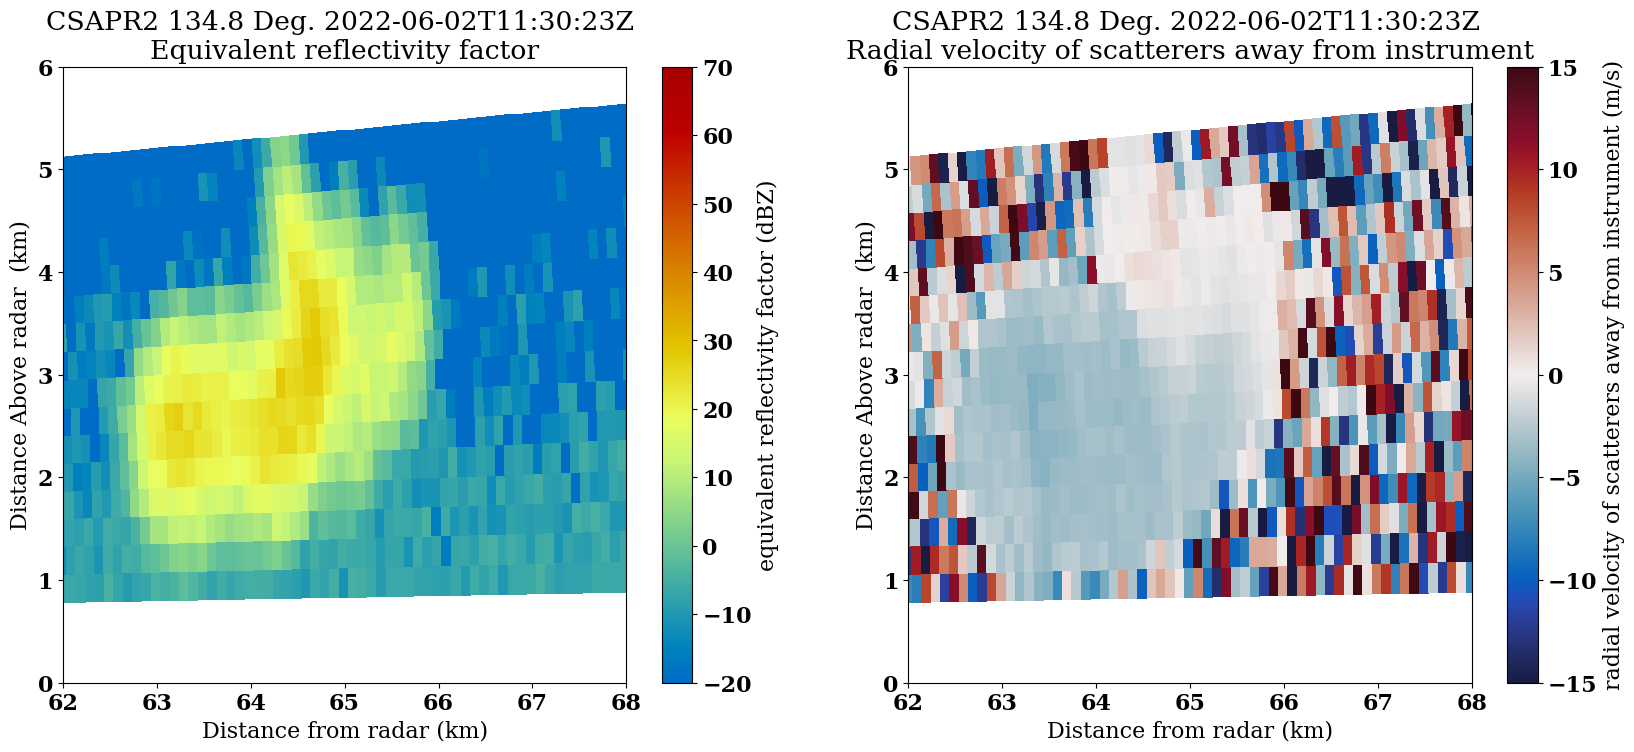 CSAPR2 134.8 Deg. 2022-06-02T11:30:23Z
Equivalent reflectivity factor
6
5
4
3
2
1
0
Distance Above radar  (km)
62 63 64 65 66 67 68
Distance from radar (km)
70
60
50
40
30
20
10
0
−10
−20
equivalent reflectivity factor (dBZ)
CSAPR2 134.8 Deg. 2022-06-02T11:30:23Z
Radial velocity of scatterers away from instrument
6
5
4
3
2
1
0
Distance Above radar  (km)
62 63 64 65 66 67 68
Distance from radar (km)
15
10
5
0
−5
−10
−15
radial velocity of scatterers away from instrument (m/s)